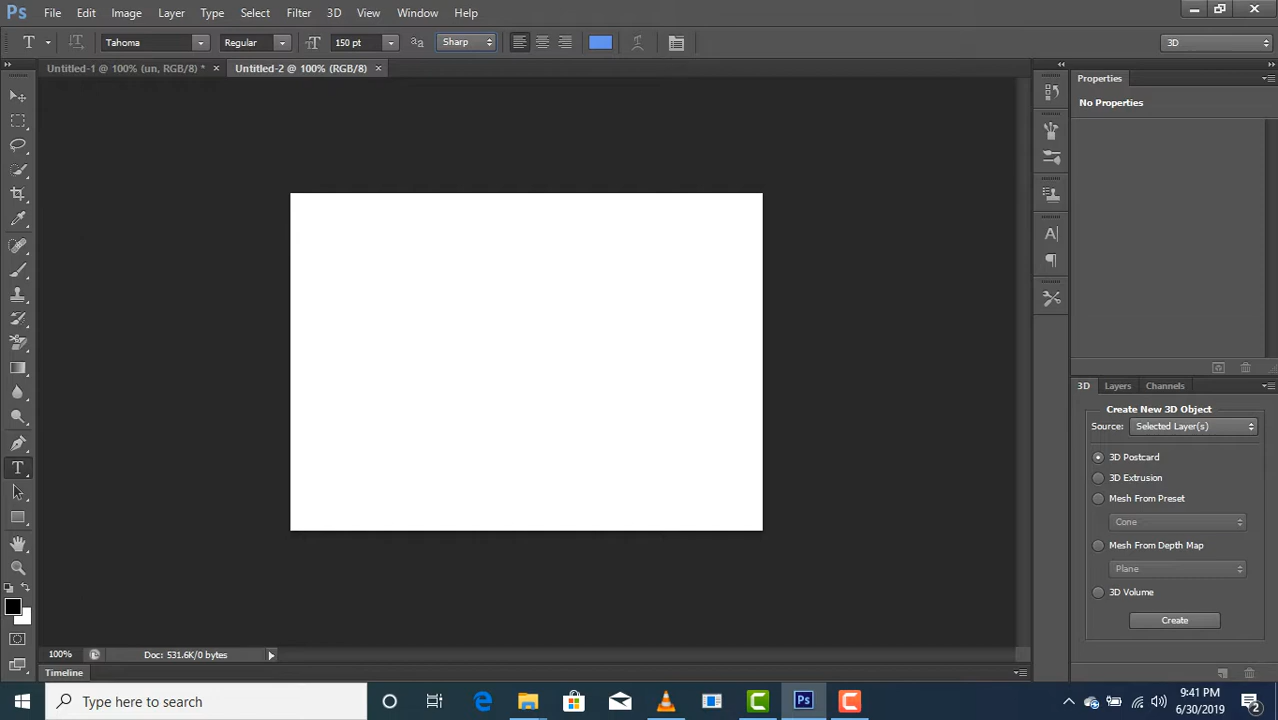 Ps File Edit Image Layer Type Select Filter 3D View Window Help
T Tahoma Regular 150 pt Sharp 3D
Untitled-1 @ 100% (un, RGB/8) * × Untitled-2 @ 100% (RGB/8) ×
Properties
No Properties
3D Layers Channels
Create New 3D Object
Source: Selected Layer(s)
3D Postcard
3D Extrusion
Mesh From Preset
Cone
Mesh From Depth Map
Plane
3D Volume
Create
100% Doc: 531.6K/0 bytes
Timeline
Type here to search
9:41 PM
6/30/2019
2